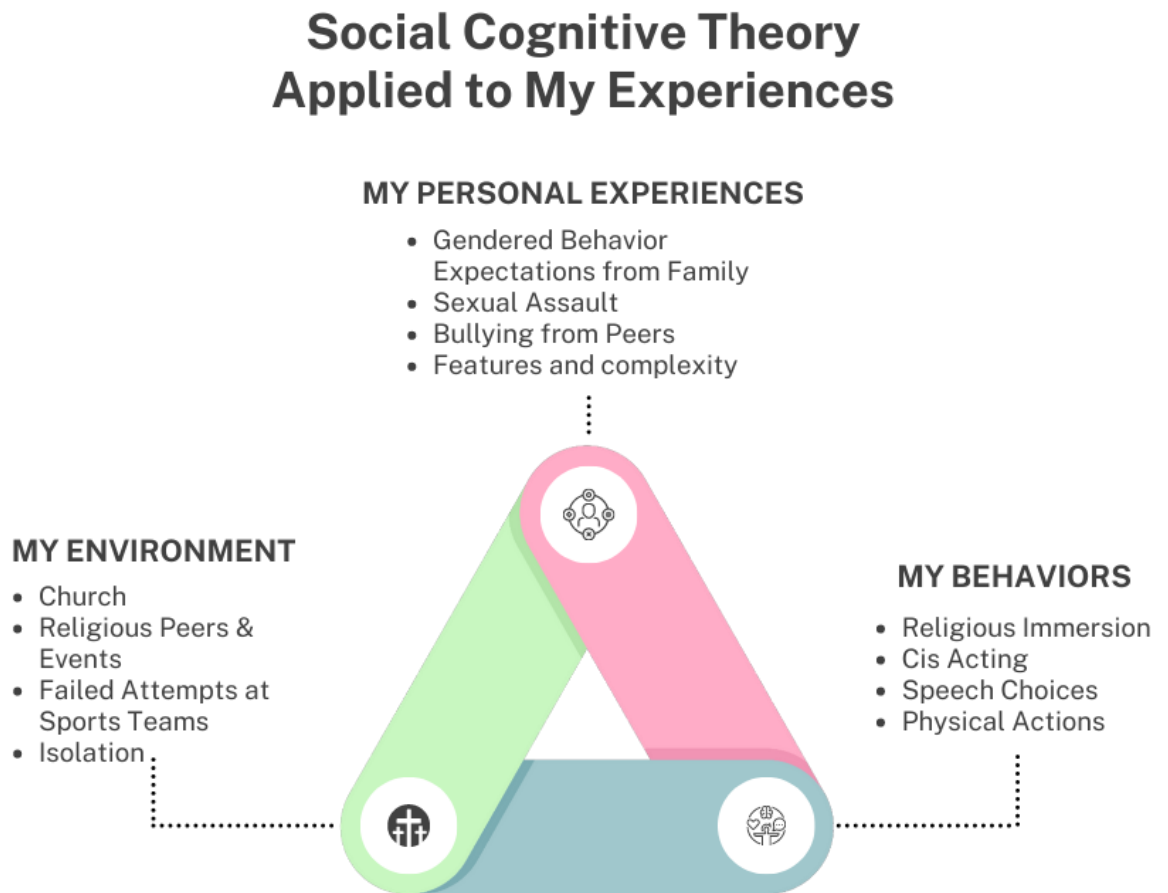 Social Cognitive Theory
Applied to My Experiences
MY PERSONAL EXPERIENCES
• Gendered Behavior
Expectations from Family
• Sexual Assault
• Bullying from Peers
• Features and complexity
MY ENVIRONMENT
• Church
• Religious Peers &
Events
• Failed Attempts at
Sports Teams
• Isolation
MY BEHAVIORS
• Religious Immersion
• Cis Acting
• Speech Choices
• Physical Actions